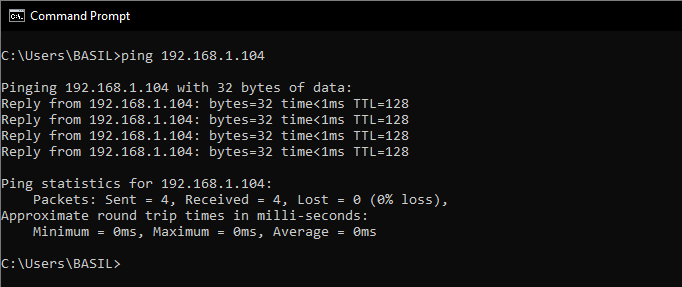 Command Prompt
C:\Users\BASIL>ping 192.168.1.104
Pinging 192.168.1.104 with 32 bytes of data:
Reply from 192.168.1.104: bytes=32 time<1ms TTL=128
Reply from 192.168.1.104: bytes=32 time<1ms TTL=128
Reply from 192.168.1.104: bytes=32 time<1ms TTL=128
Reply from 192.168.1.104: bytes=32 time<1ms TTL=128
Ping statistics for 192.168.1.104:
    Packets: Sent = 4, Received = 4, Lost = 0 (0% loss),
Approximate round trip times in milli-seconds:
    Minimum = 0ms, Maximum = 0ms, Average = 0ms
C:\Users\BASIL>